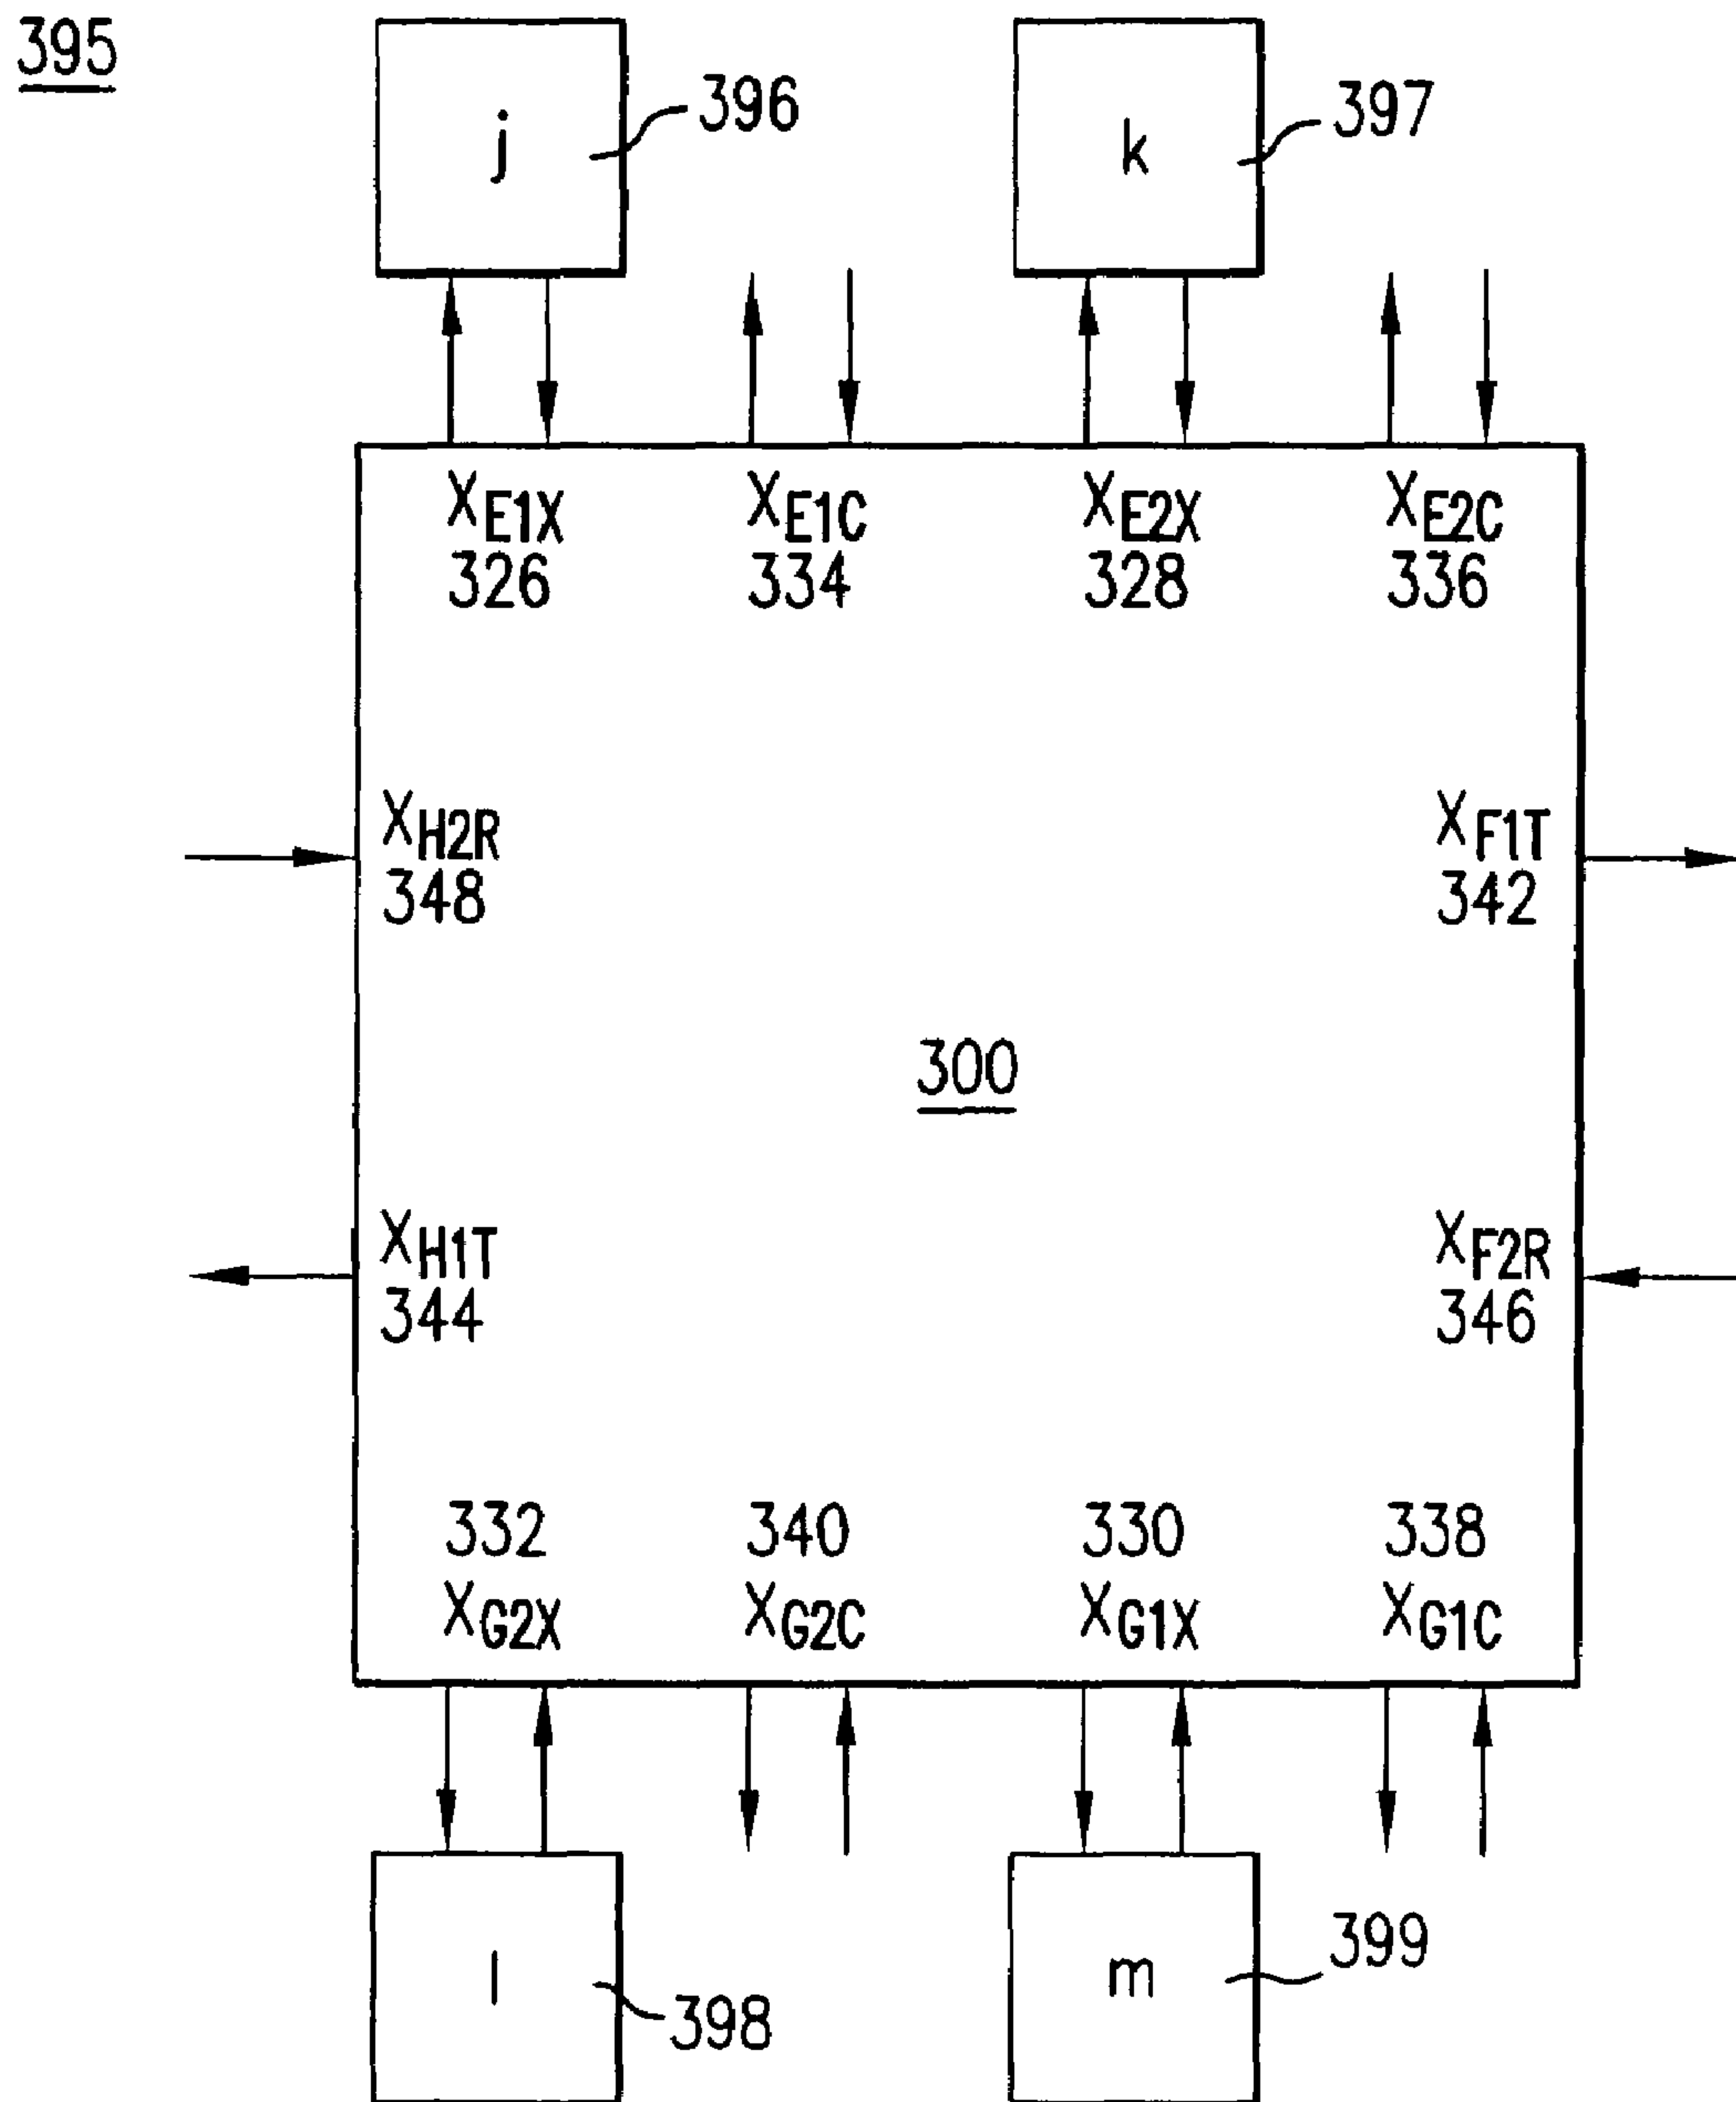 395
j 396
k 397
XE1X XE1C XE2X XE2C
326 334 328 336
XH2R XF1T
348 342
300
XH1T XF2R
344 346
332 340 330 338
XG2X XG2C XG1X XG1C
l 398
m 399